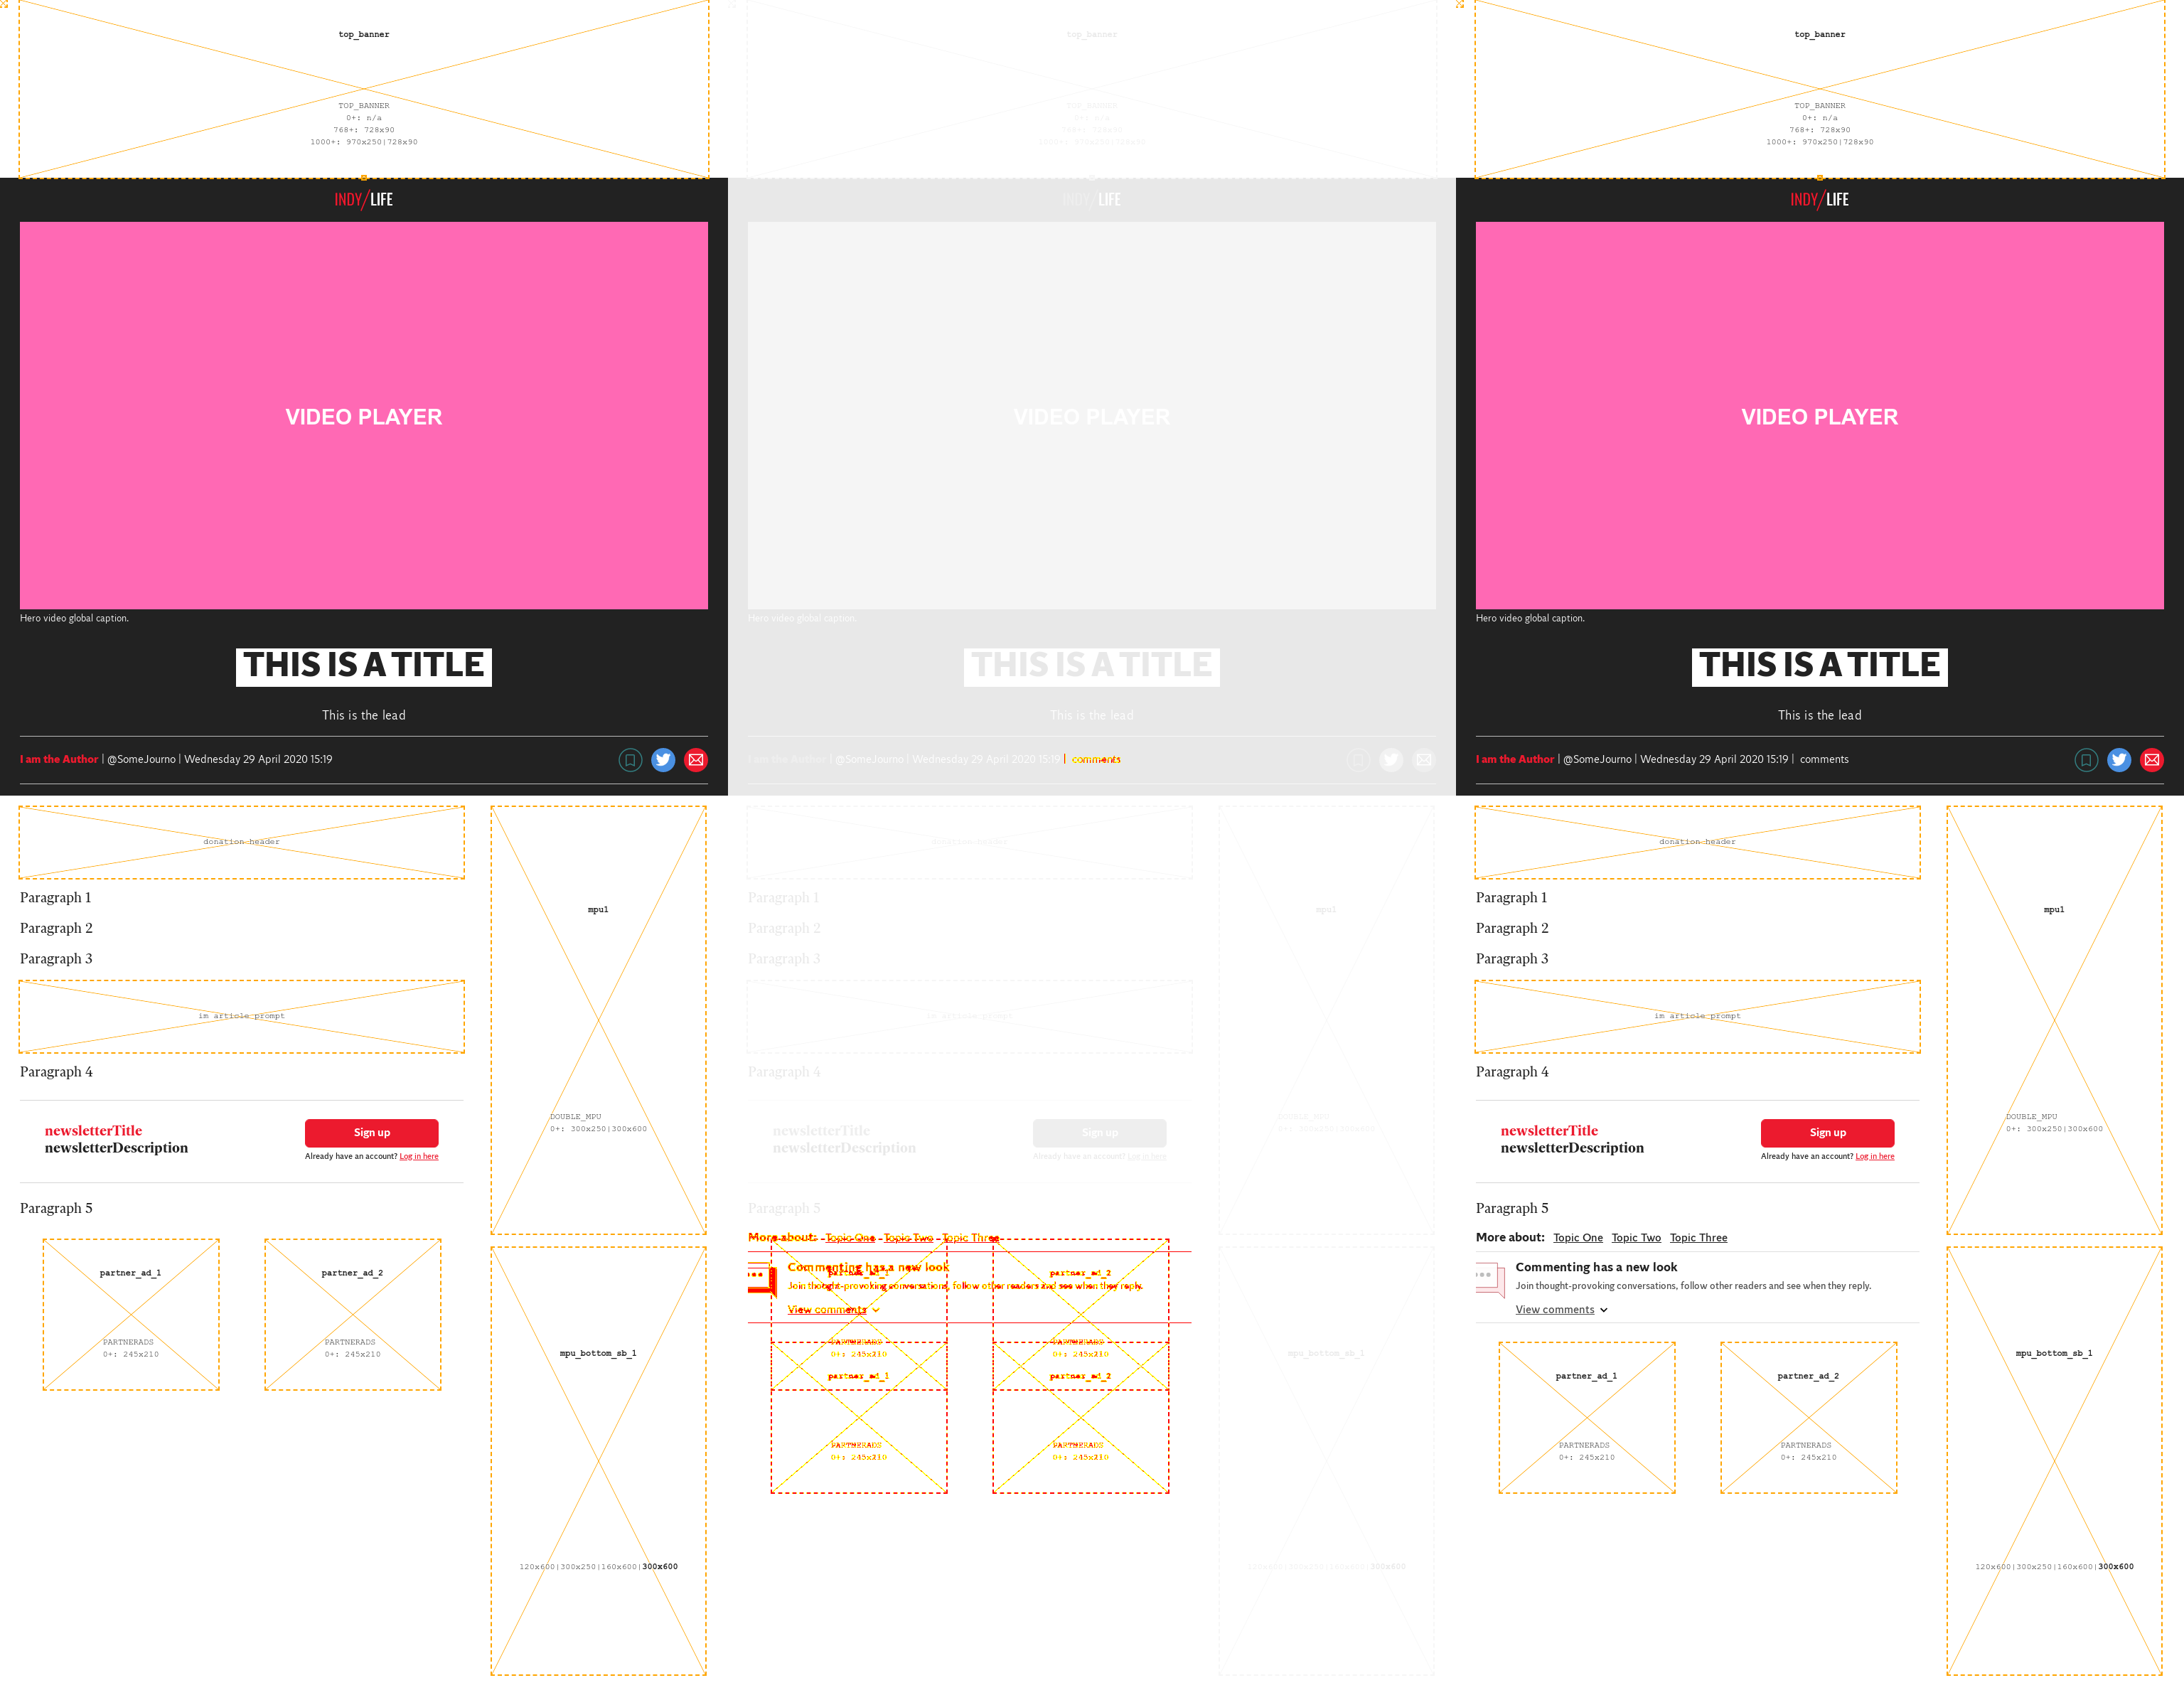 top_banner
TOP_BANNER
0+: n/a
768+: 728x90
1000+: 970x250|728x90
INDY/LIFE
VIDEO PLAYER
Hero video global caption.
THIS IS A TITLE
This is the lead
I am the Author | @SomeJourno | Wednesday 29 April 2020 15:19
donation header
Paragraph 1
Paragraph 2
Paragraph 3
in article prompt
Paragraph 4
newsletterTitle
newsletterDescription
Sign up
Already have an account? Log in here
Paragraph 5
partner_ad_1
PARTNERADS
0+: 245x210
partner_ad_2
PARTNERADS
0+: 245x210
mpu1
DOUBLE_MPU
0+: 300x250|300x600
mpu_bottom_sb_1
120x600|300x250|160x600|300x600
top_banner
TOP_BANNER
0+: n/a
768+: 728x90
1000+: 970x250|728x90
INDY/LIFE
VIDEO PLAYER
Hero video global caption.
THIS IS A TITLE
This is the lead
I am the Author | @SomeJourno | Wednesday 29 April 2020 15:19 | comments
donation header
Paragraph 1
Paragraph 2
Paragraph 3
in article prompt
Paragraph 4
newsletterTitle
newsletterDescription
Sign up
Already have an account? Log in here
Paragraph 5
More about: Topic One Topic Two Topic Three
Commenting has a new look
partner_ad_1
partner_ad_2
Join thought-provoking conversations, follow other readers and see when they reply.
View comments
PARTNERADS
0+: 245x210
PARTNERADS
0+: 245x210
partner_ad_1
PARTNERADS
0+: 245x210
partner_ad_2
PARTNERADS
0+: 245x210
mpu1
DOUBLE_MPU
0+: 300x250|300x600
mpu_bottom_sb_1
120x600|300x250|160x600|300x600
top_banner
TOP_BANNER
0+: n/a
768+: 728x90
1000+: 970x250|728x90
INDY/LIFE
VIDEO PLAYER
Hero video global caption.
THIS IS A TITLE
This is the lead
I am the Author | @SomeJourno | Wednesday 29 April 2020 15:19 | comments
donation header
Paragraph 1
Paragraph 2
Paragraph 3
in article prompt
Paragraph 4
newsletterTitle
newsletterDescription
Sign up
Already have an account? Log in here
Paragraph 5
More about: Topic One Topic Two Topic Three
Commenting has a new look
Join thought-provoking conversations, follow other readers and see when they reply.
View comments
partner_ad_1
PARTNERADS
0+: 245x210
partner_ad_2
PARTNERADS
0+: 245x210
mpu1
DOUBLE_MPU
0+: 300x250|300x600
mpu_bottom_sb_1
120x600|300x250|160x600|300x600